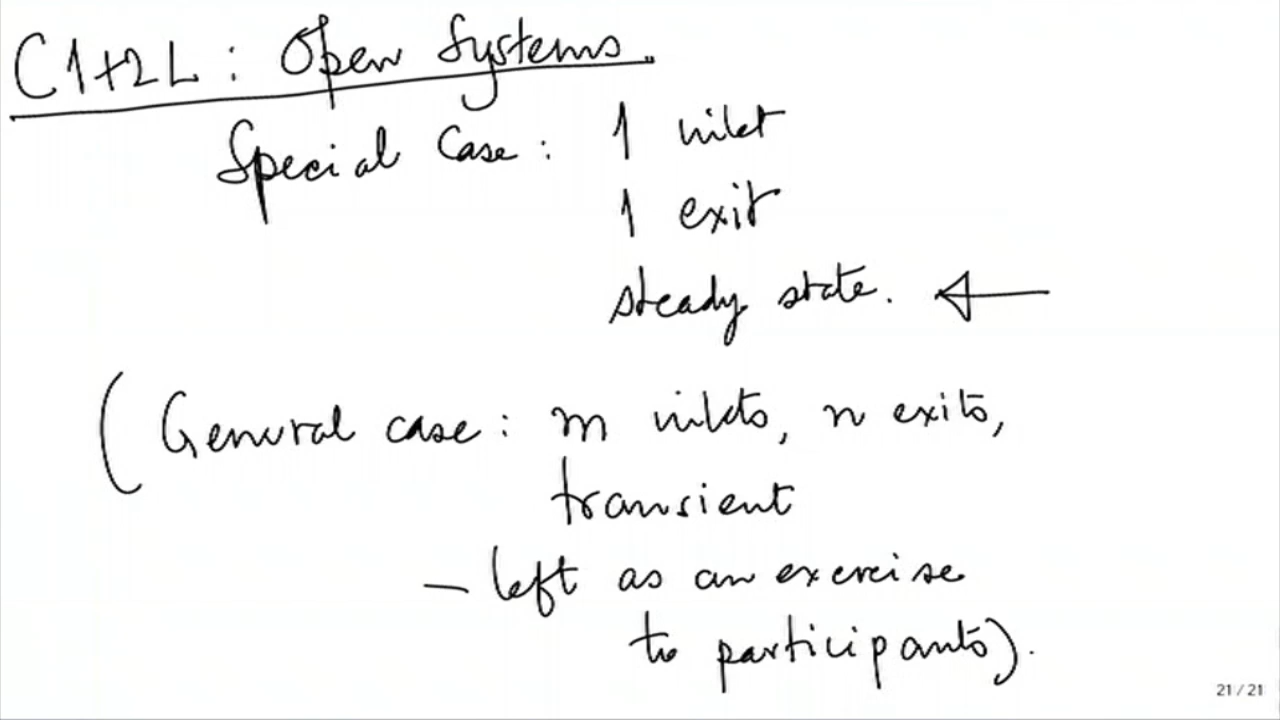 C1+2L : Open Systems.
Special Case : 1 inlet
1 exit
steady state.
(General case : m inlets, n exits,
transient
- left as an exercise
to participants).
21 / 21